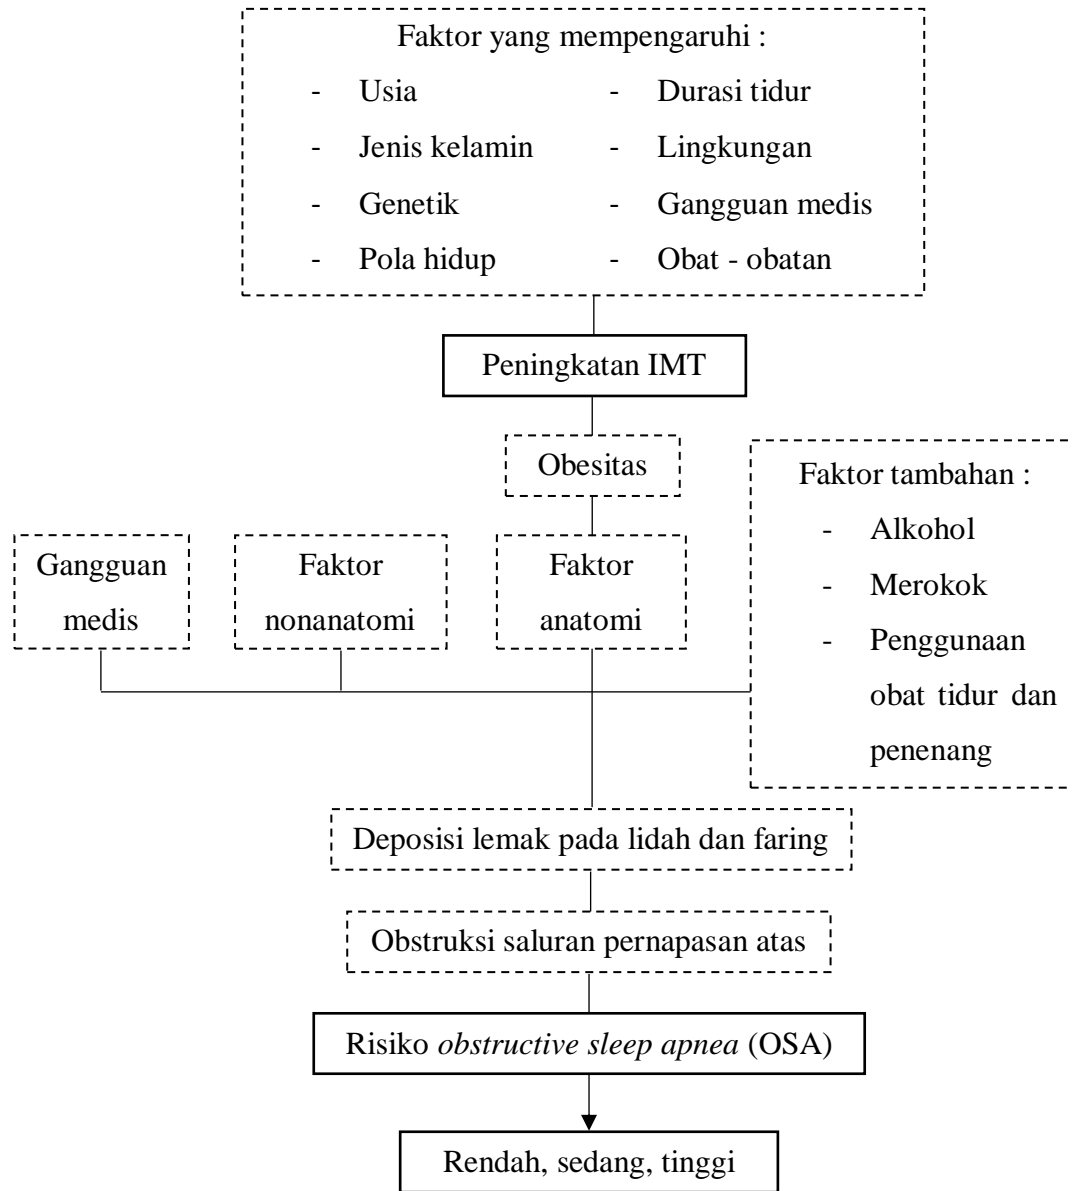 Faktor yang mempengaruhi :
- Usia
- Jenis kelamin
- Genetik
- Pola hidup
- Durasi tidur
- Lingkungan
- Gangguan medis
- Obat - obatan
Peningkatan IMT
Obesitas
Gangguan
medis
Faktor
nonanatomi
Faktor
anatomi
Faktor tambahan :
- Alkohol
- Merokok
- Penggunaan
obat tidur dan
penenang
Deposisi lemak pada lidah dan faring
Obstruksi saluran pernapasan atas
Risiko obstructive sleep apnea (OSA)
Rendah, sedang, tinggi